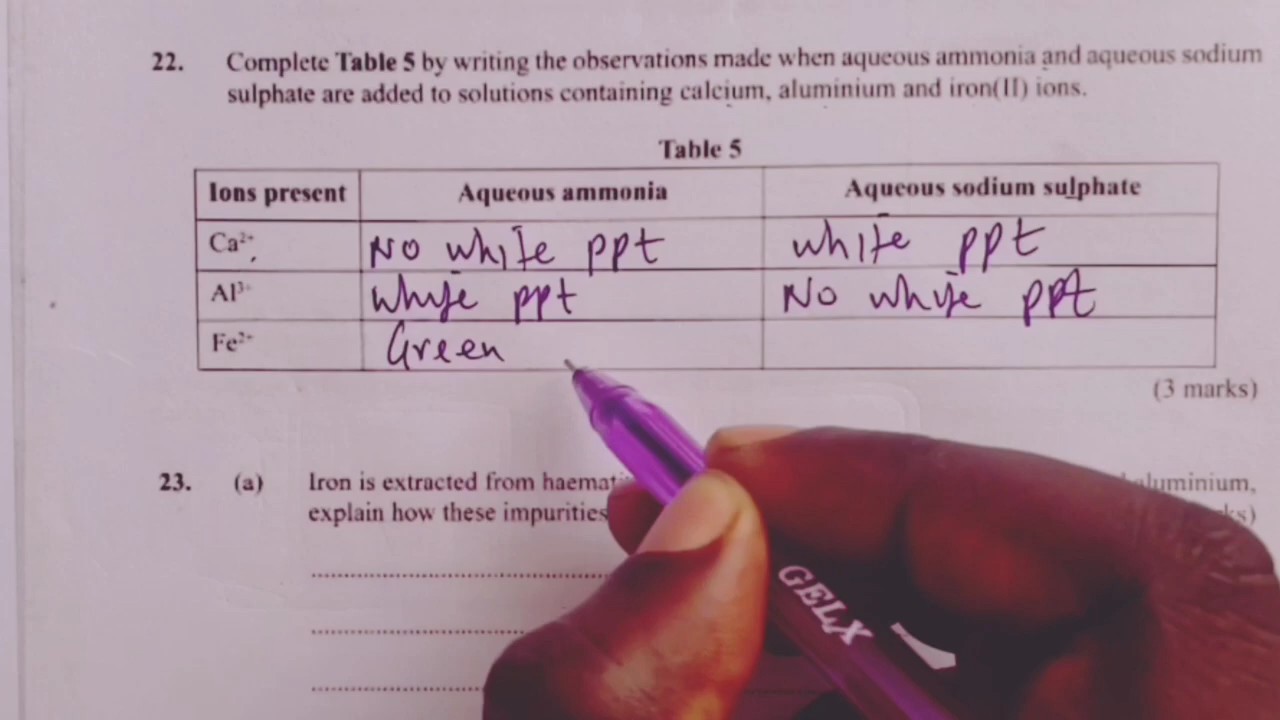 22. Complete Table 5 by writing the observations made when aqueous ammonia and aqueous sodium
sulphate are added to solutions containing calcium, aluminium and iron(II) ions.
Table 5
Ions present Aqueous ammonia Aqueous sodium sulphate
Ca²⁺ No white ppt white ppt
Al³⁺ white ppt No white ppt
Fe²⁺ Green
(3 marks)
23. (a) Iron is extracted from aluminium,
explain how these impurities
GELX